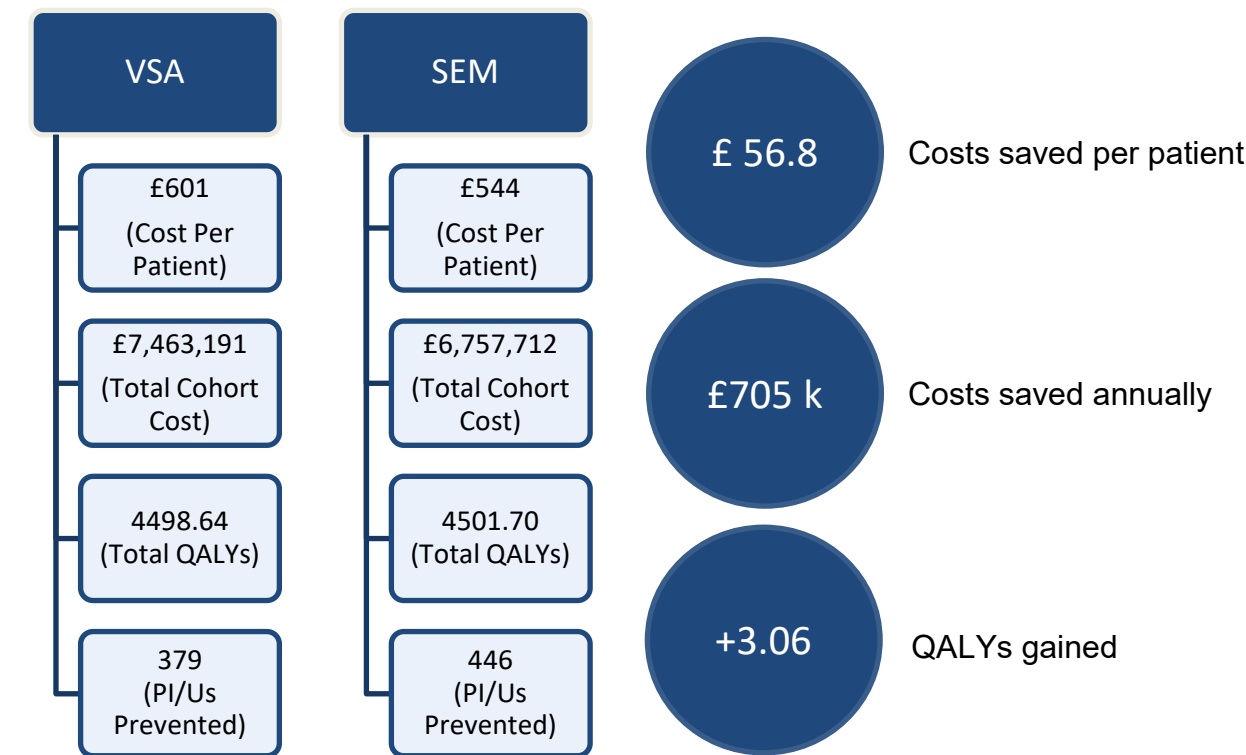 VSA
£601
(Cost Per
Patient)
£7,463,191
(Total Cohort
Cost)
4498.64
(Total QALYs)
379
(PI/Us
Prevented)
SEM
£544
(Cost Per
Patient)
£6,757,712
(Total Cohort
Cost)
4501.70
(Total QALYs)
446
(PI/Us
Prevented)
£ 56.8
Costs saved per patient
£705 k
Costs saved annually
+3.06
QALYs gained